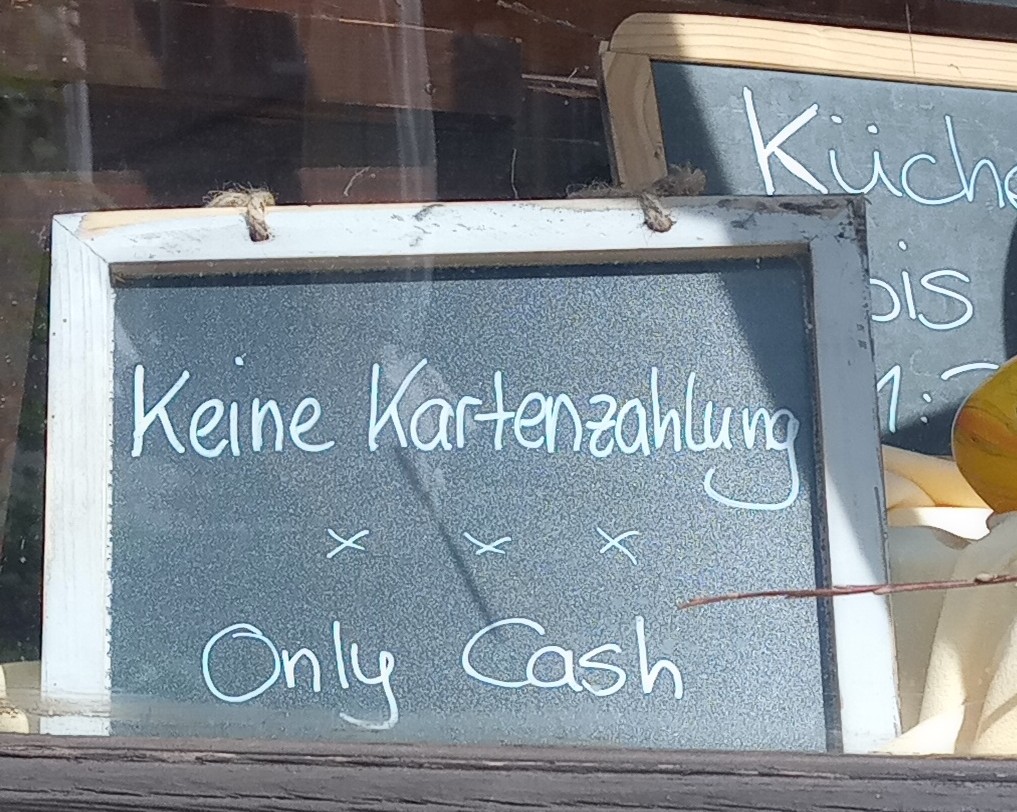 Keine Kartenzahlung
x x x
Only Cash
Küche
bis